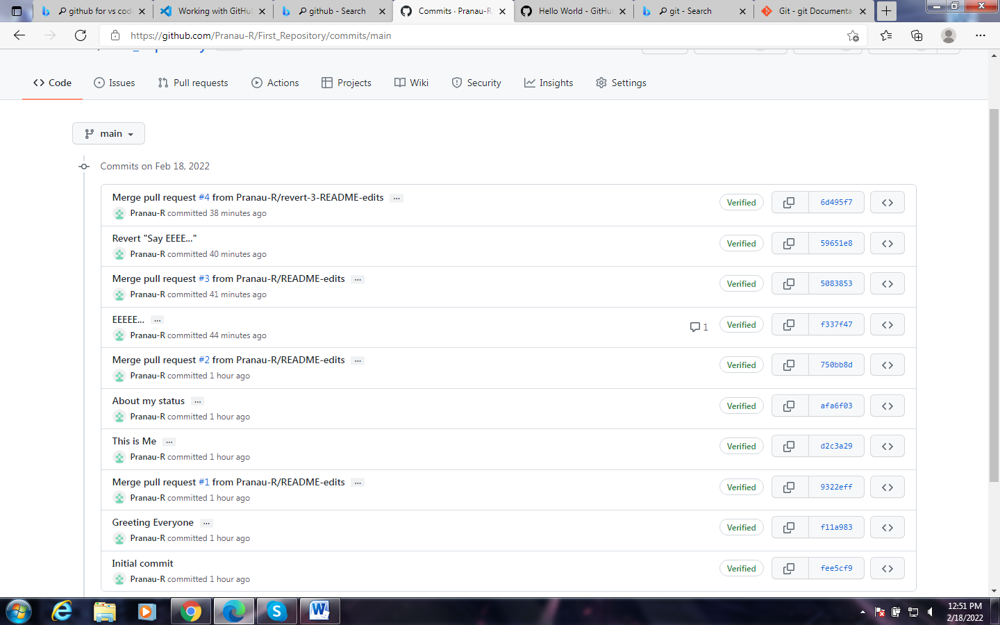 github for vs cod
Working with GitHu
github - Search
Commits · Pranau-R
Hello World - GitHu
git - Search
Git - git Documenta
https://github.com/Pranau-R/First_Repository/commits/main
Code
Issues
Pull requests
Actions
Projects
Wiki
Security
Insights
Settings
main
Commits on Feb 18, 2022
Merge pull request #4 from Pranau-R/revert-3-README-edits ...
Pranau-R committed 38 minutes ago
Verified
6d495f7
Revert "Say EEEE..."
Pranau-R committed 40 minutes ago
Verified
59651e8
Merge pull request #3 from Pranau-R/README-edits ...
Pranau-R committed 41 minutes ago
Verified
5083853
EEEEE... ...
Pranau-R committed 44 minutes ago
1
Verified
f337f47
Merge pull request #2 from Pranau-R/README-edits ...
Pranau-R committed 1 hour ago
Verified
750bb8d
About my status ...
Pranau-R committed 1 hour ago
Verified
afa6f03
This is Me ...
Pranau-R committed 1 hour ago
Verified
d2c3a29
Merge pull request #1 from Pranau-R/README-edits ...
Pranau-R committed 1 hour ago
Verified
9322eff
Greeting Everyone ...
Pranau-R committed 1 hour ago
Verified
f11a983
Initial commit
Pranau-R committed 1 hour ago
Verified
fee5cf9
12:51 PM
2/18/2022